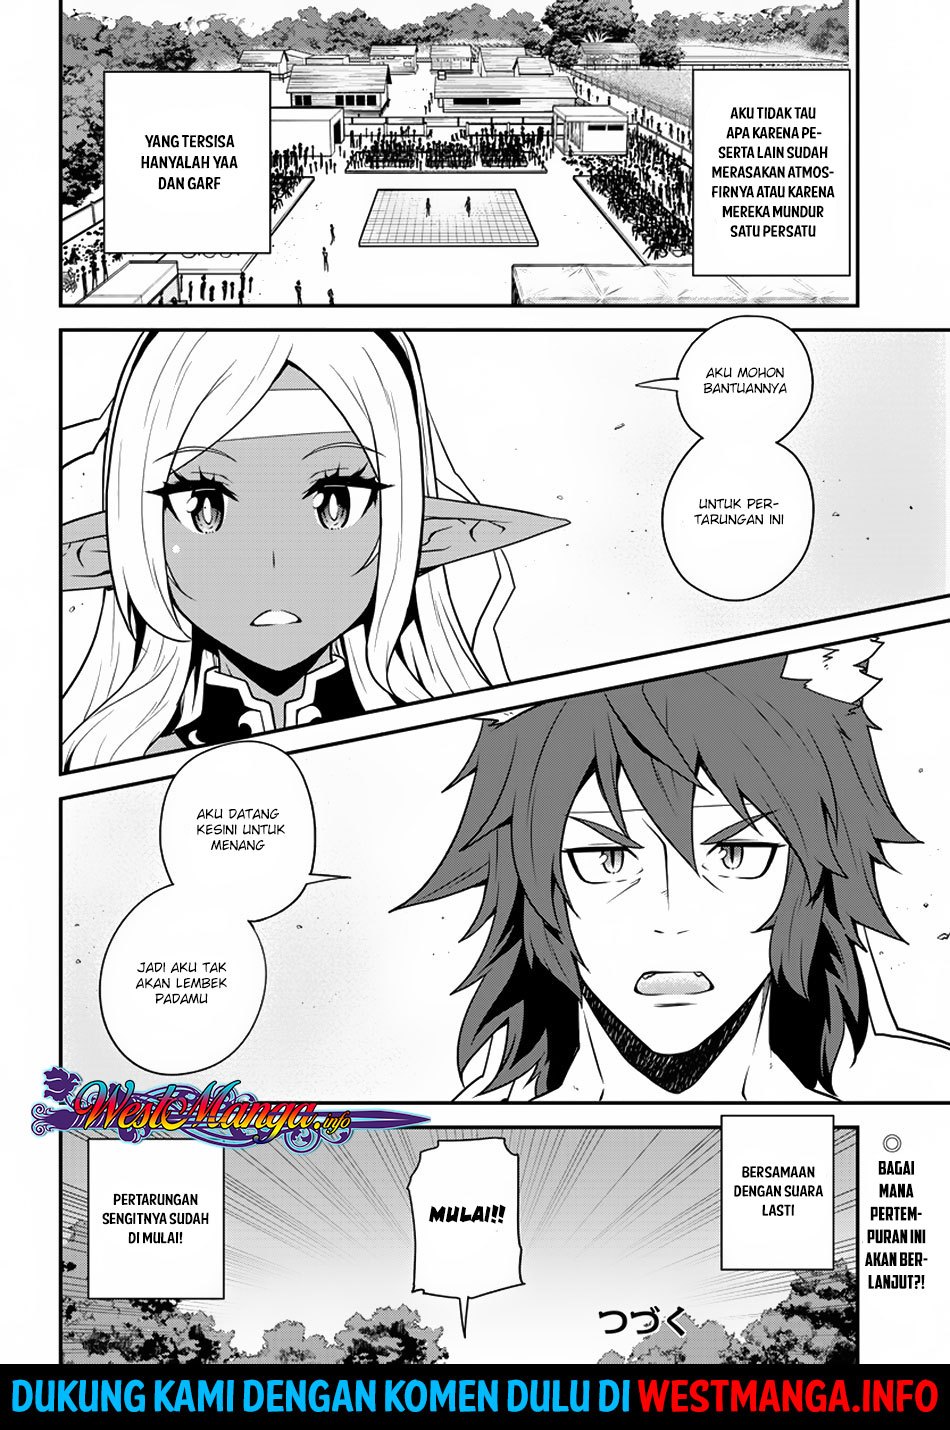 AKU TIDAK TAU
APA KARENA PE-
SERTA LAIN SUDAH
MERASAKAN ATMOS-
FIRNYA ATAU KARENA
MEREKA MUNDUR
SATU PERSATU
YANG TERSISA
HANYALAH YAA
DAN GARF
AKU MOHON
BANTUANNYA
UNTUK PER-
TARUNGAN INI
AKU DATANG
KESINI UNTUK
MENANG
JADI AKU TAK
AKAN LEMBEK
PADAMU
WestManga.info
BERSAMAAN
DENGAN SUARA
LASTI
MULAI!!
PERTARUNGAN
SENGITNYA SUDAH
DI MULAI!
つづく
◎
BAGAI
MANA
PERTEM-
PURAN INI
AKAN BER-
LANJUT?!
DUKUNG KAMI DENGAN KOMEN DULU DI WESTMANGA.INFO